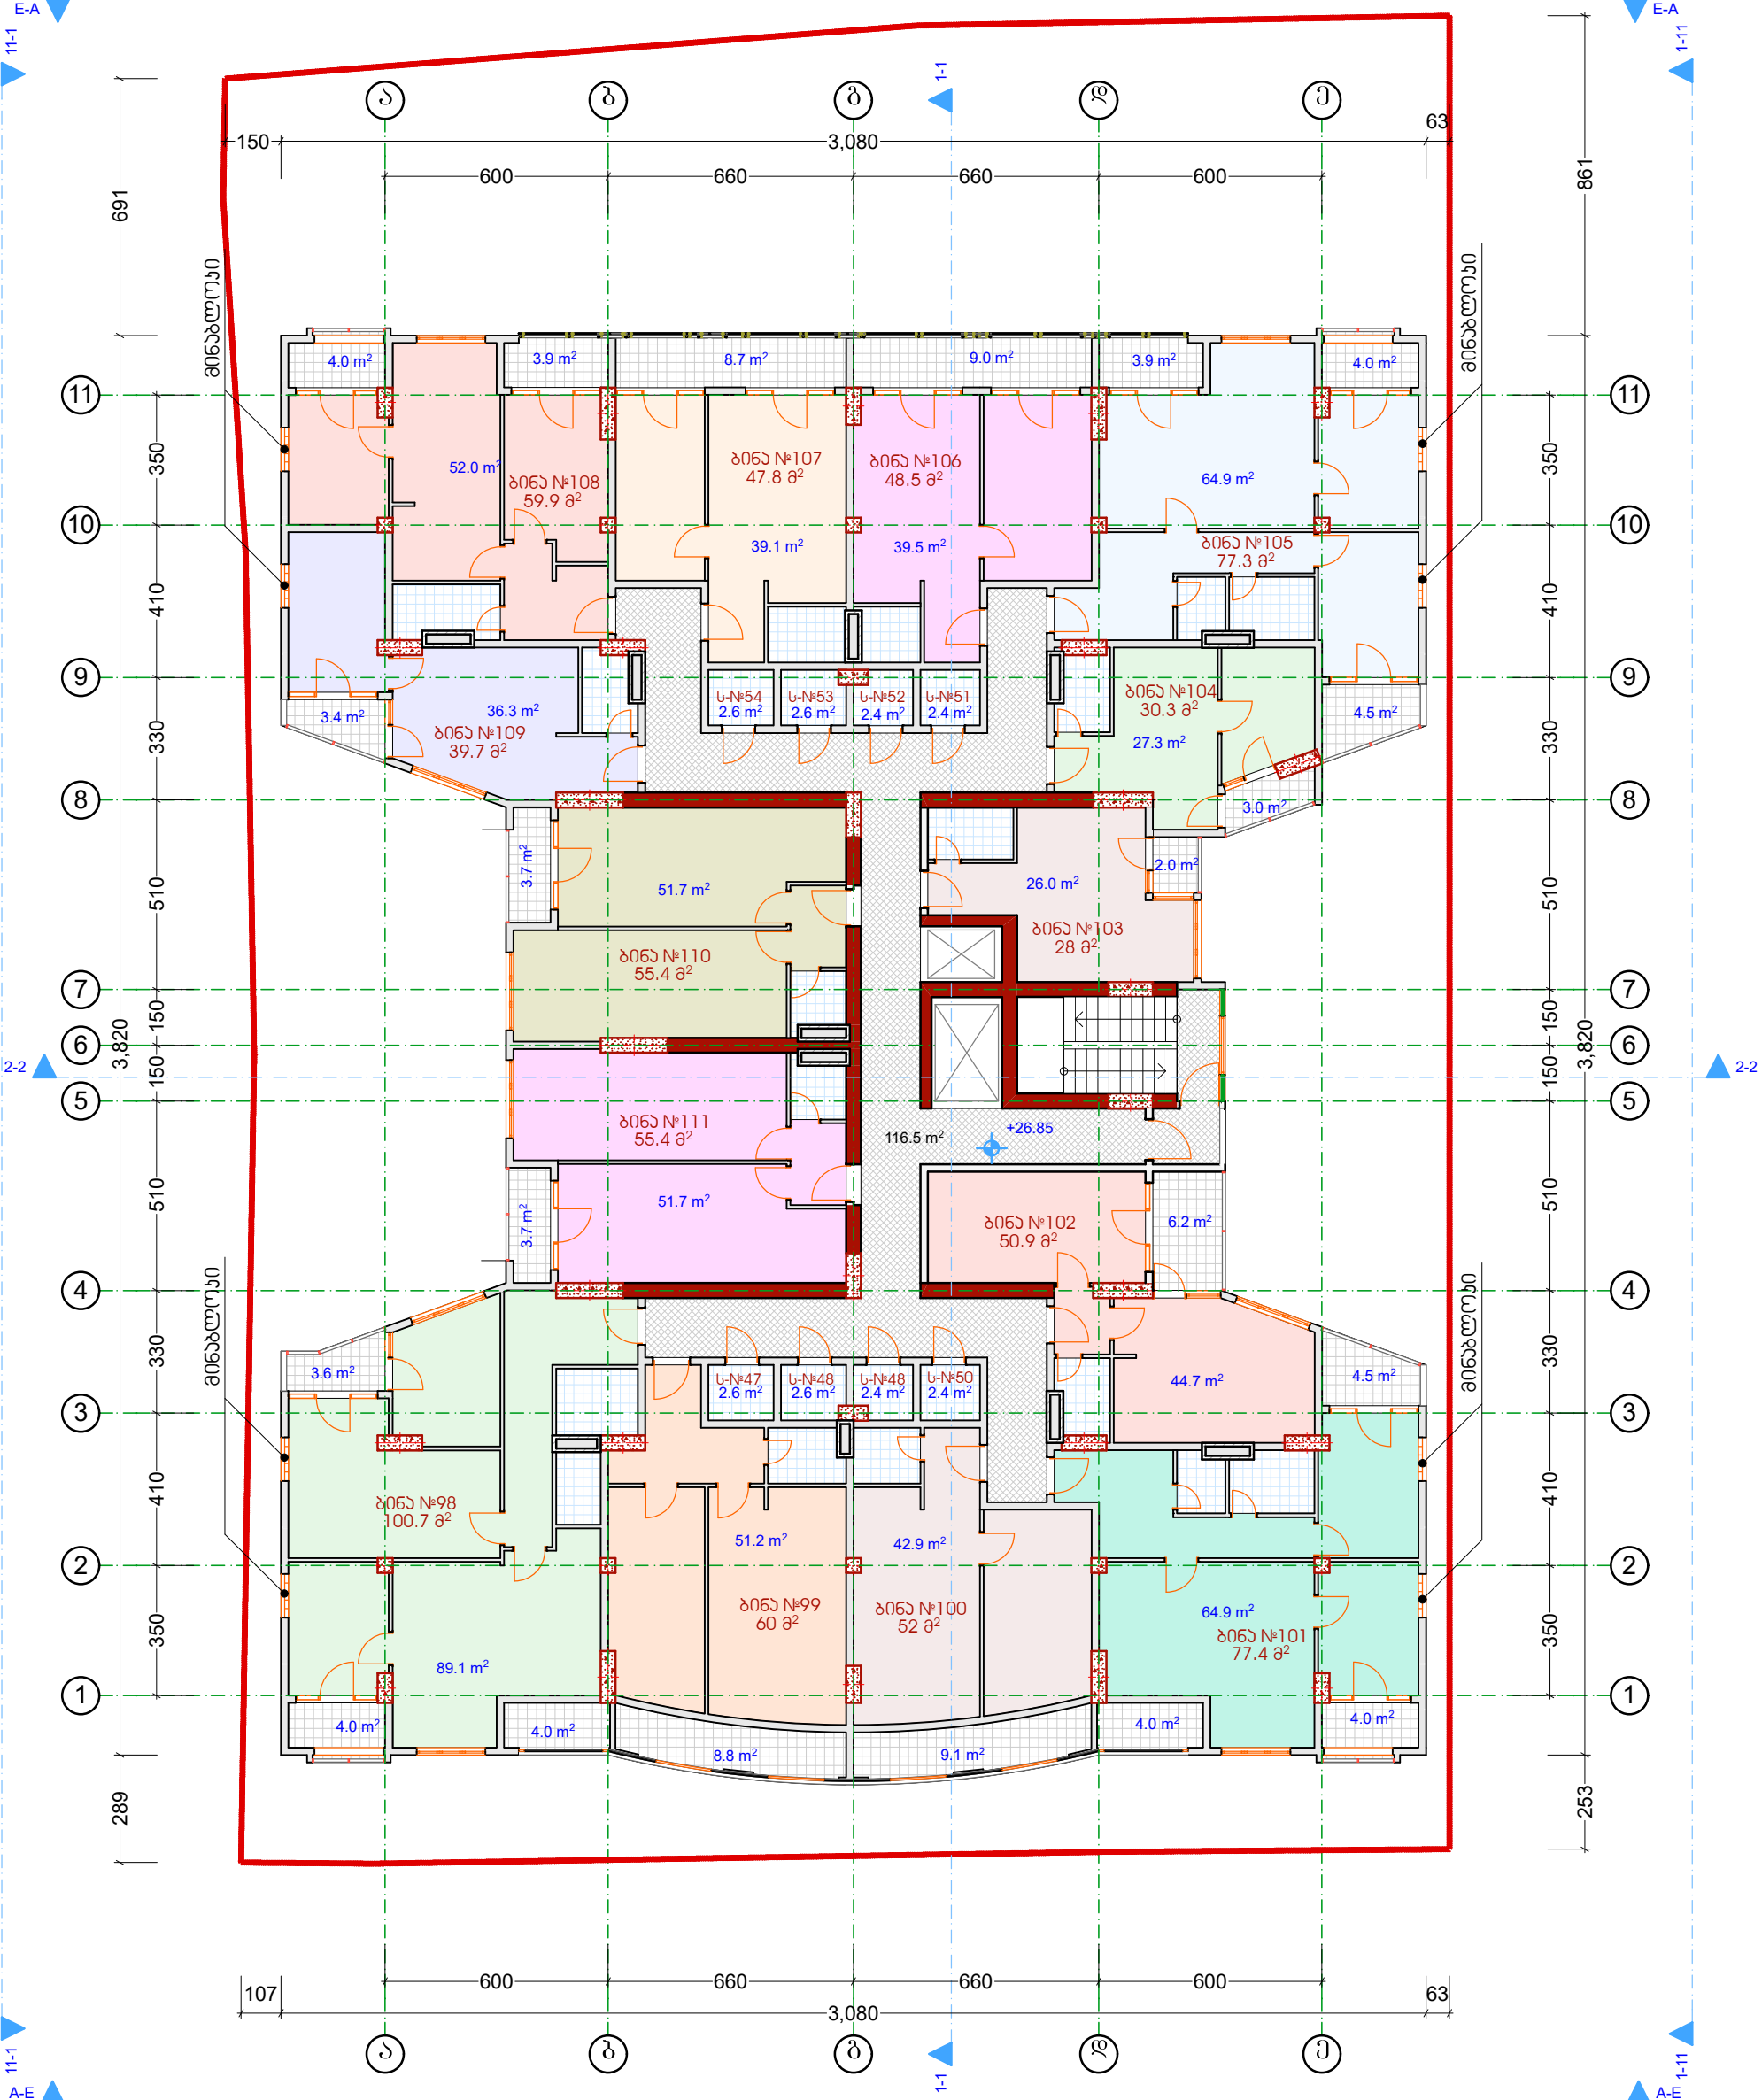 E-A
E-A
11-1
1-11
1-1
ა
ბ
გ
დ
ე
150
3,080
63
600
660
660
600
691
861
მინაბლოკი
მინაბლოკი
4.0 m²
3.9 m²
8.7 m²
9.0 m²
3.9 m²
4.0 m²
11
11
350
350
52.0 m²
ბინა №108
59.9 მ²
ბინა №107
47.8 მ²
ბინა №106
48.5 მ²
64.9 m²
10
10
39.1 m²
39.5 m²
ბინა №105
77.3 მ²
410
410
9
9
ს-№54
2.6 m²
ს-№53
2.6 m²
ს-№52
2.4 m²
ს-№51
2.4 m²
ბინა №104
30.3 მ²
3.4 m²
36.3 m²
ბინა №109
39.7 მ²
27.3 m²
4.5 m²
330
330
8
8
3.0 m²
3.7 m²
51.7 m²
26.0 m²
2.0 m²
510
510
ბინა №110
55.4 მ²
ბინა №103
28 მ²
7
7
150
150
3,820
3,820
6
6
2-2
2-2
150
150
5
5
ბინა №111
55.4 მ²
116.5 m²
+26.85
3.7 m²
51.7 m²
ბინა №102
50.9 მ²
6.2 m²
510
510
4
4
მინაბლოკი
მინაბლოკი
330
330
3.6 m²
ს-№47
2.6 m²
ს-№48
2.6 m²
ს-№48
2.4 m²
ს-№50
2.4 m²
44.7 m²
4.5 m²
3
3
410
410
ბინა №98
100.7 მ²
51.2 m²
42.9 m²
2
2
ბინა №99
60 მ²
ბინა №100
52 მ²
64.9 m²
ბინა №101
77.4 მ²
350
350
89.1 m²
1
1
4.0 m²
4.0 m²
8.8 m²
9.1 m²
4.0 m²
4.0 m²
289
253
600
660
660
600
107
3,080
63
ა
ბ
გ
დ
ე
11-1
1-1
1-11
A-E
A-E